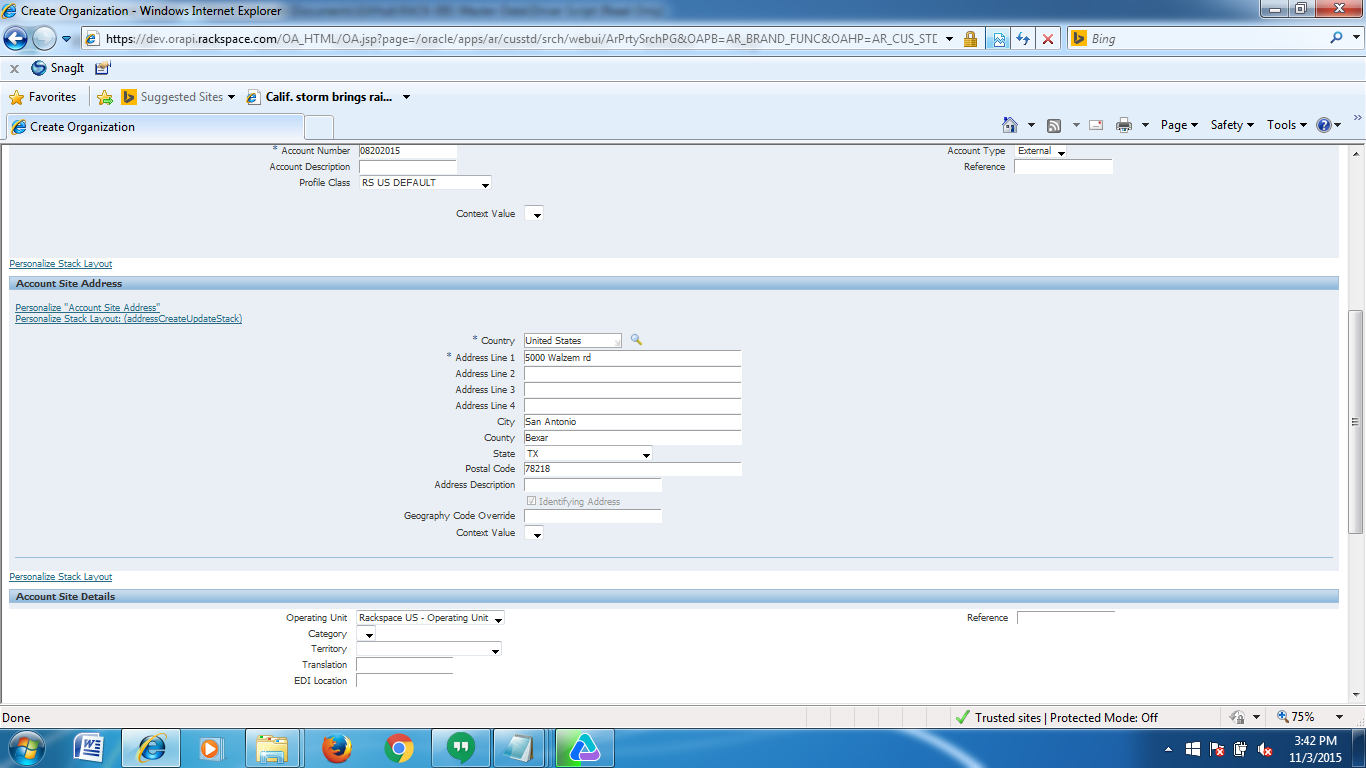 Create Organization - Windows Internet Explorer
https://dev.orapi.rackspace.com/OA_HTML/OA.jsp?page=/oracle/apps/ar/cusstd/srch/webui/ArPrtySrchPG&OAPB=AR_BRAND_FUNC&OAHP=AR_CUS_STD
Bing
x SnagIt
Favorites Suggested Sites Calif. storm brings rai...
Create Organization
Page Safety Tools
* Account Number 08202015 Account Type External
Account Description Reference
Profile Class RS US DEFAULT
Context Value
Personalize Stack Layout
Account Site Address
Personalize "Account Site Address"
Personalize Stack Layout: (addressCreateUpdateStack)
* Country United States
* Address Line 1 5000 Walzem rd
Address Line 2
Address Line 3
Address Line 4
City San Antonio
County Bexar
State TX
Postal Code 78218
Address Description
Identifying Address
Geography Code Override
Context Value
Personalize Stack Layout
Account Site Details
Operating Unit Rackspace US - Operating Unit Reference
Category
Territory
Translation
EDI Location
Done Trusted sites | Protected Mode: Off 75%
3:42 PM
11/3/2015